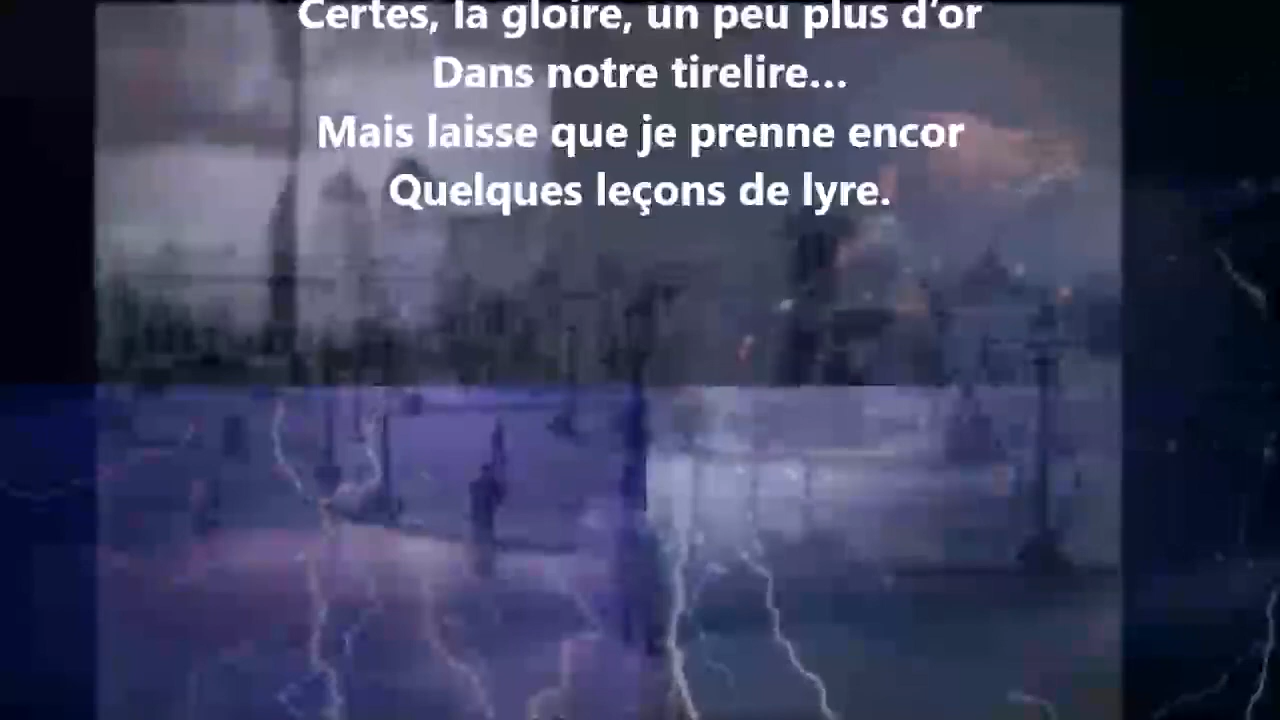 Certes, la gloire, un peu plus d'or
Dans notre tirelire...
Mais laisse que je prenne encor
Quelques leçons de lyre.